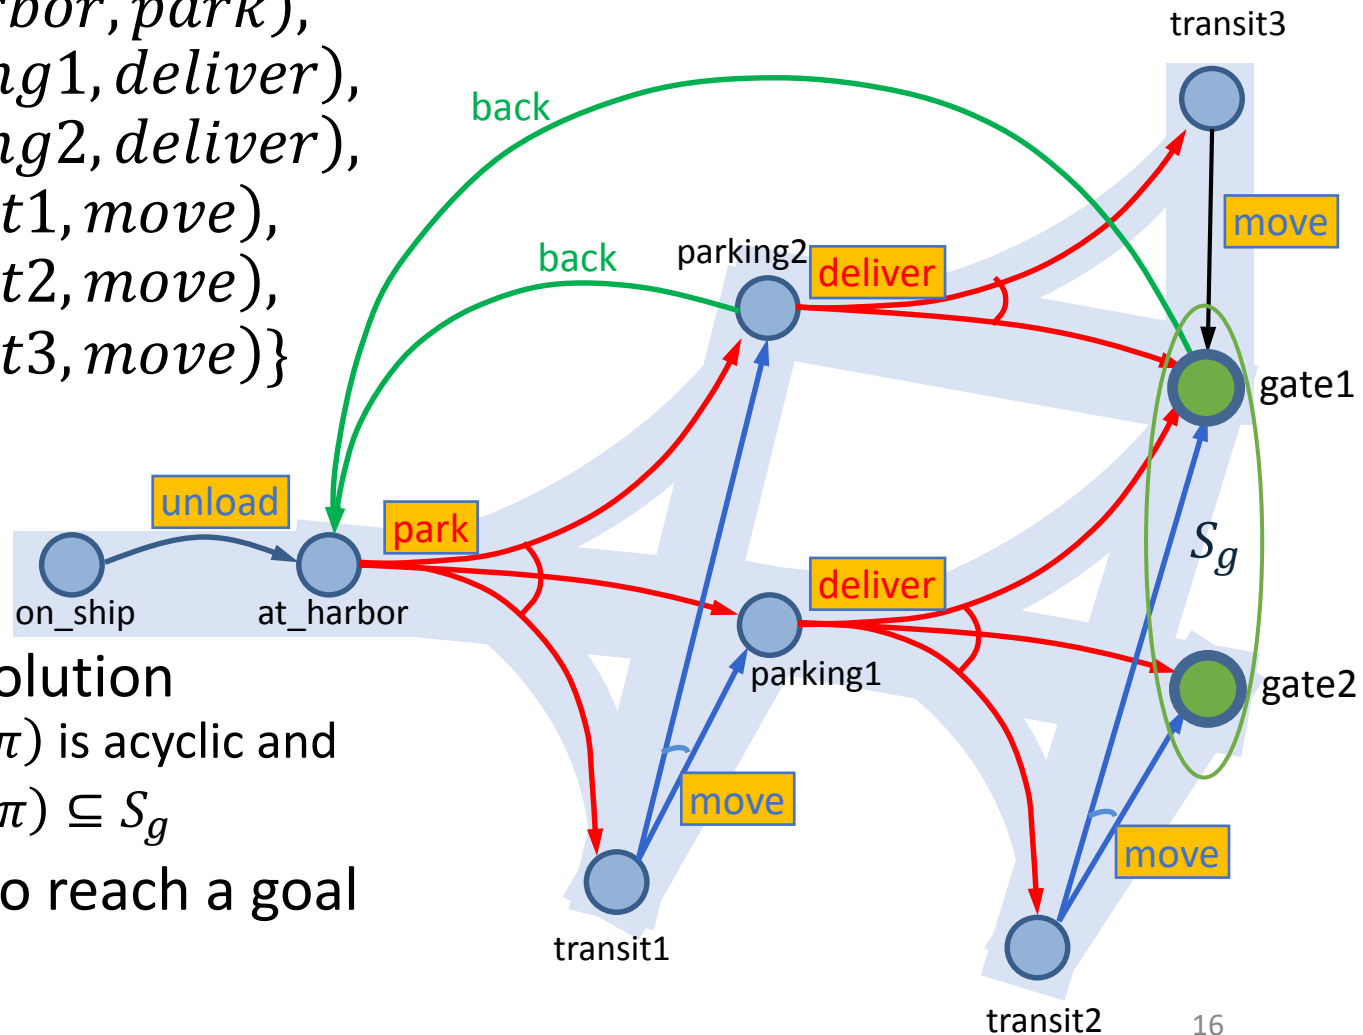 rbor, park),
ng1, deliver),
ng2, deliver),
t1, move),
t2, move),
t3, move)}
transit3
back
move
back
parking2
deliver
gate1
unload
park
S_g
deliver
on_ship
at_harbor
parking1
gate2
olution
π) is acyclic and
π) ⊆ S_g
o reach a goal
move
move
transit1
transit2
16